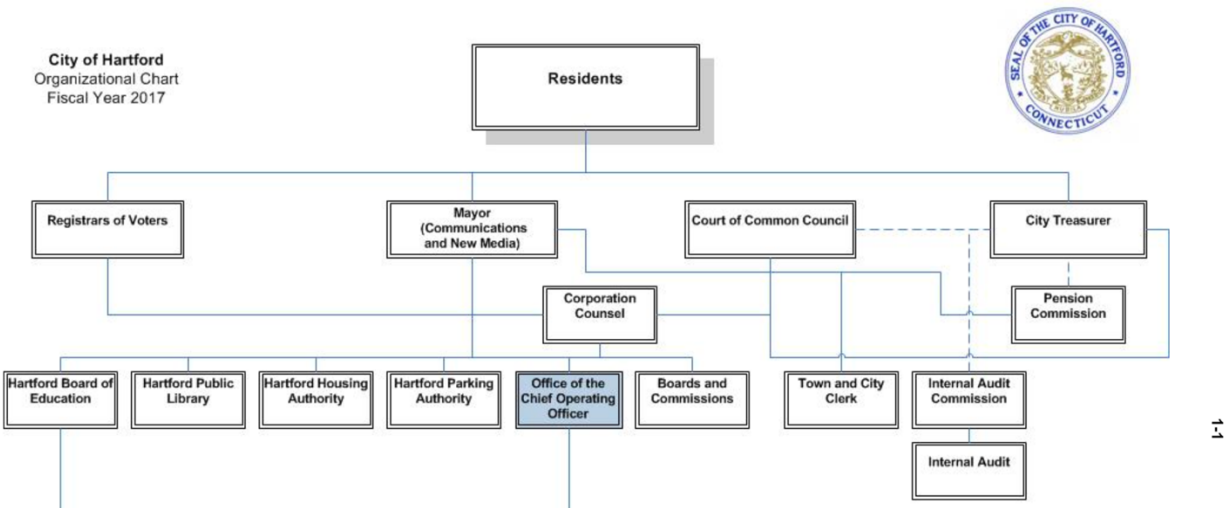 City of Hartford
Organizational Chart
Fiscal Year 2017
Residents
SEAL OF THE CITY OF HARTFORD
CONNECTICUT
Registrars of Voters
Mayor
(Communications
and New Media)
Court of Common Council
City Treasurer
Corporation
Counsel
Pension
Commission
Hartford Board of
Education
Hartford Public
Library
Hartford Housing
Authority
Hartford Parking
Authority
Office of the
Chief Operating
Officer
Boards and
Commissions
Town and City
Clerk
Internal Audit
Commission
Internal Audit
1-1